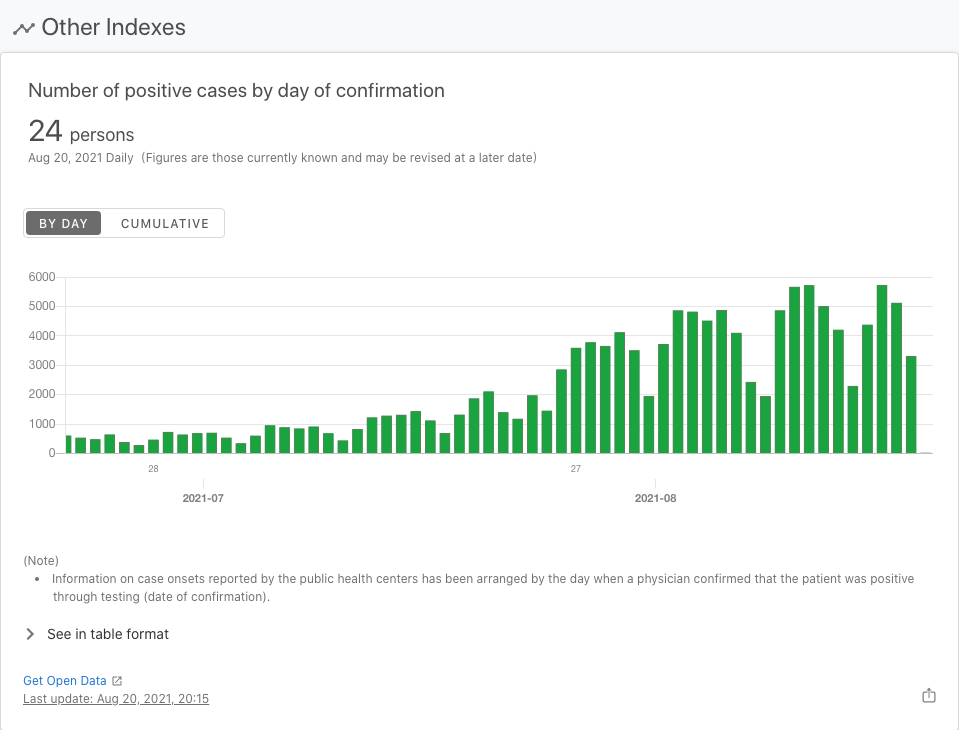 Other Indexes
Number of positive cases by day of confirmation
24 persons
Aug 20, 2021 Daily (Figures are those currently known and may be revised at a later date)
BY DAY CUMULATIVE
6000
5000
4000
3000
2000
1000
0
28 27
2021-07 2021-08
(Note)
• Information on case onsets reported by the public health centers has been arranged by the day when a physician confirmed that the patient was positive
through testing (date of confirmation).
See in table format
Get Open Data
Last update: Aug 20, 2021, 20:15